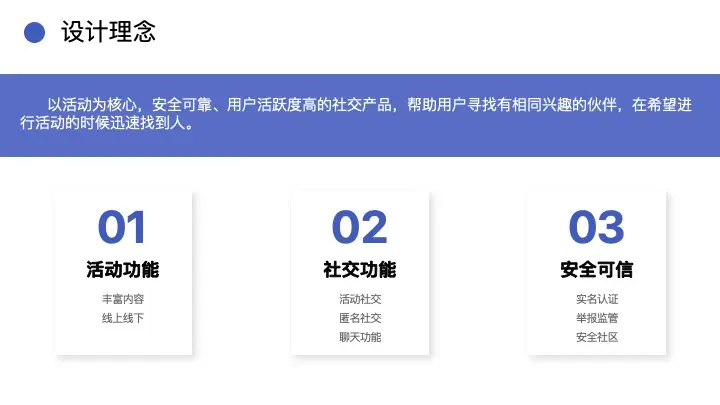 设计理念
以活动为核心，安全可靠、用户活跃度高的社交产品，帮助用户寻找有相同兴趣的伙伴，在希望进
行活动的时候迅速找到人。
01
活动功能
丰富内容
线上线下
02
社交功能
活动社交
匿名社交
聊天功能
03
安全可信
实名认证
举报监管
安全社区